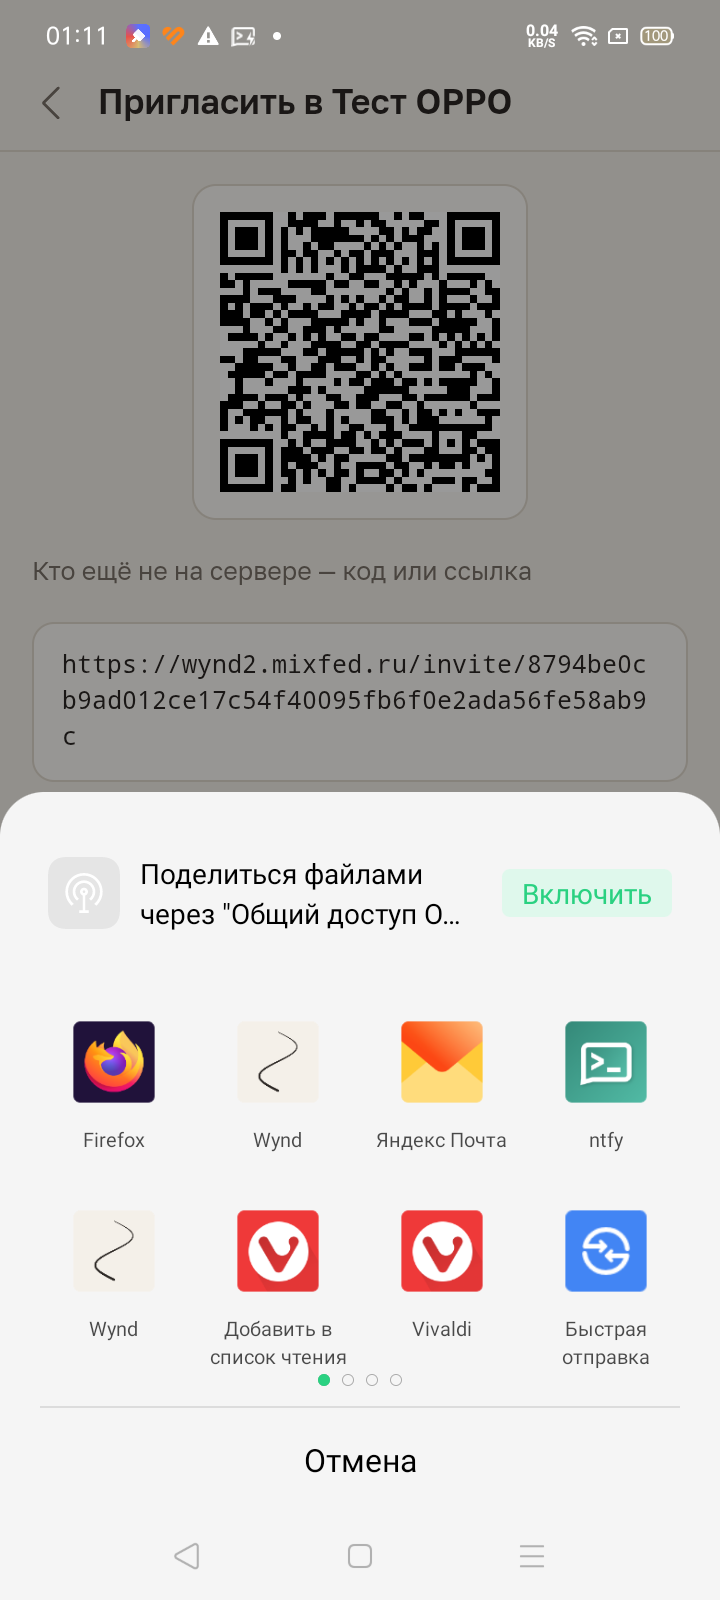 01:11
0.04
KB/S
100
Пригласить в Тест OPPO
Кто ещё не на сервере — код или ссылка
https://wynd2.mixfed.ru/invite/8794be0c
b9ad012ce17c54f40095fb6f0e2ada56fe58ab9
c
Поделиться файлами
через "Общий доступ O...
Включить
Firefox
Wynd
Яндекс Почта
ntfy
Wynd
Добавить в
список чтения
Vivaldi
Быстрая
отправка
Отмена